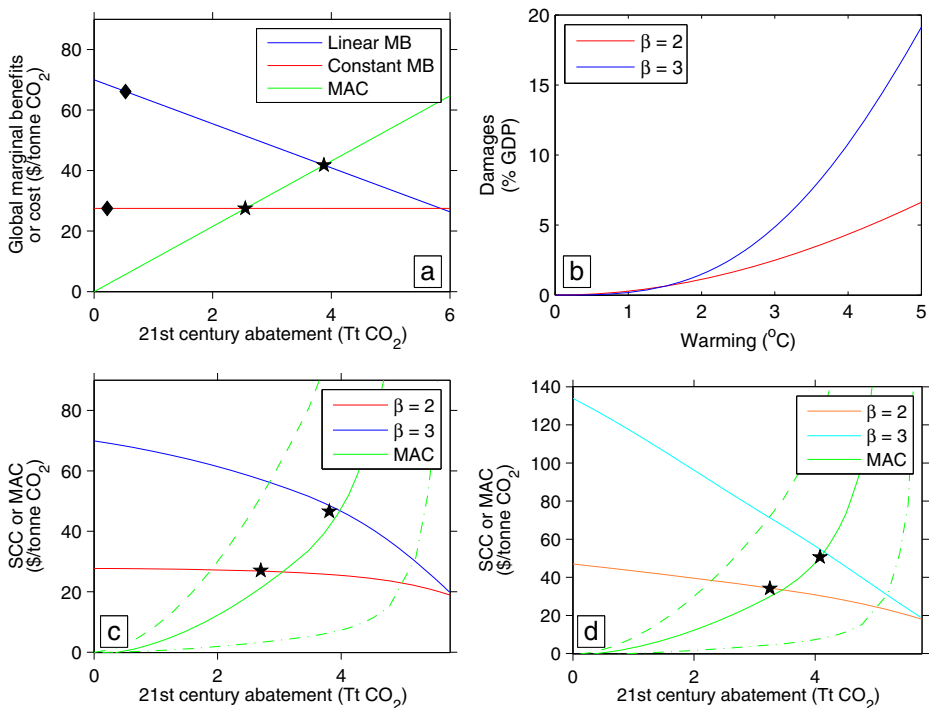 80
60
40
20
0
Global marginal benefits
or cost ($/tonne CO2)
Linear MB
Constant MB
MAC
a
0 2 4 6
21st century abatement (Tt CO2)
20
15
10
5
0
Damages
(% GDP)
β = 2
β = 3
b
0 1 2 3 4 5
Warming (oC)
80
60
40
20
0
SCC or MAC
($/tonne CO2)
β = 2
β = 3
MAC
c
0 2 4
21st century abatement (Tt CO2)
140
120
100
80
60
40
20
0
SCC or MAC
($/tonne CO2)
β = 2
β = 3
MAC
d
0 2 4
21st century abatement (Tt CO2)